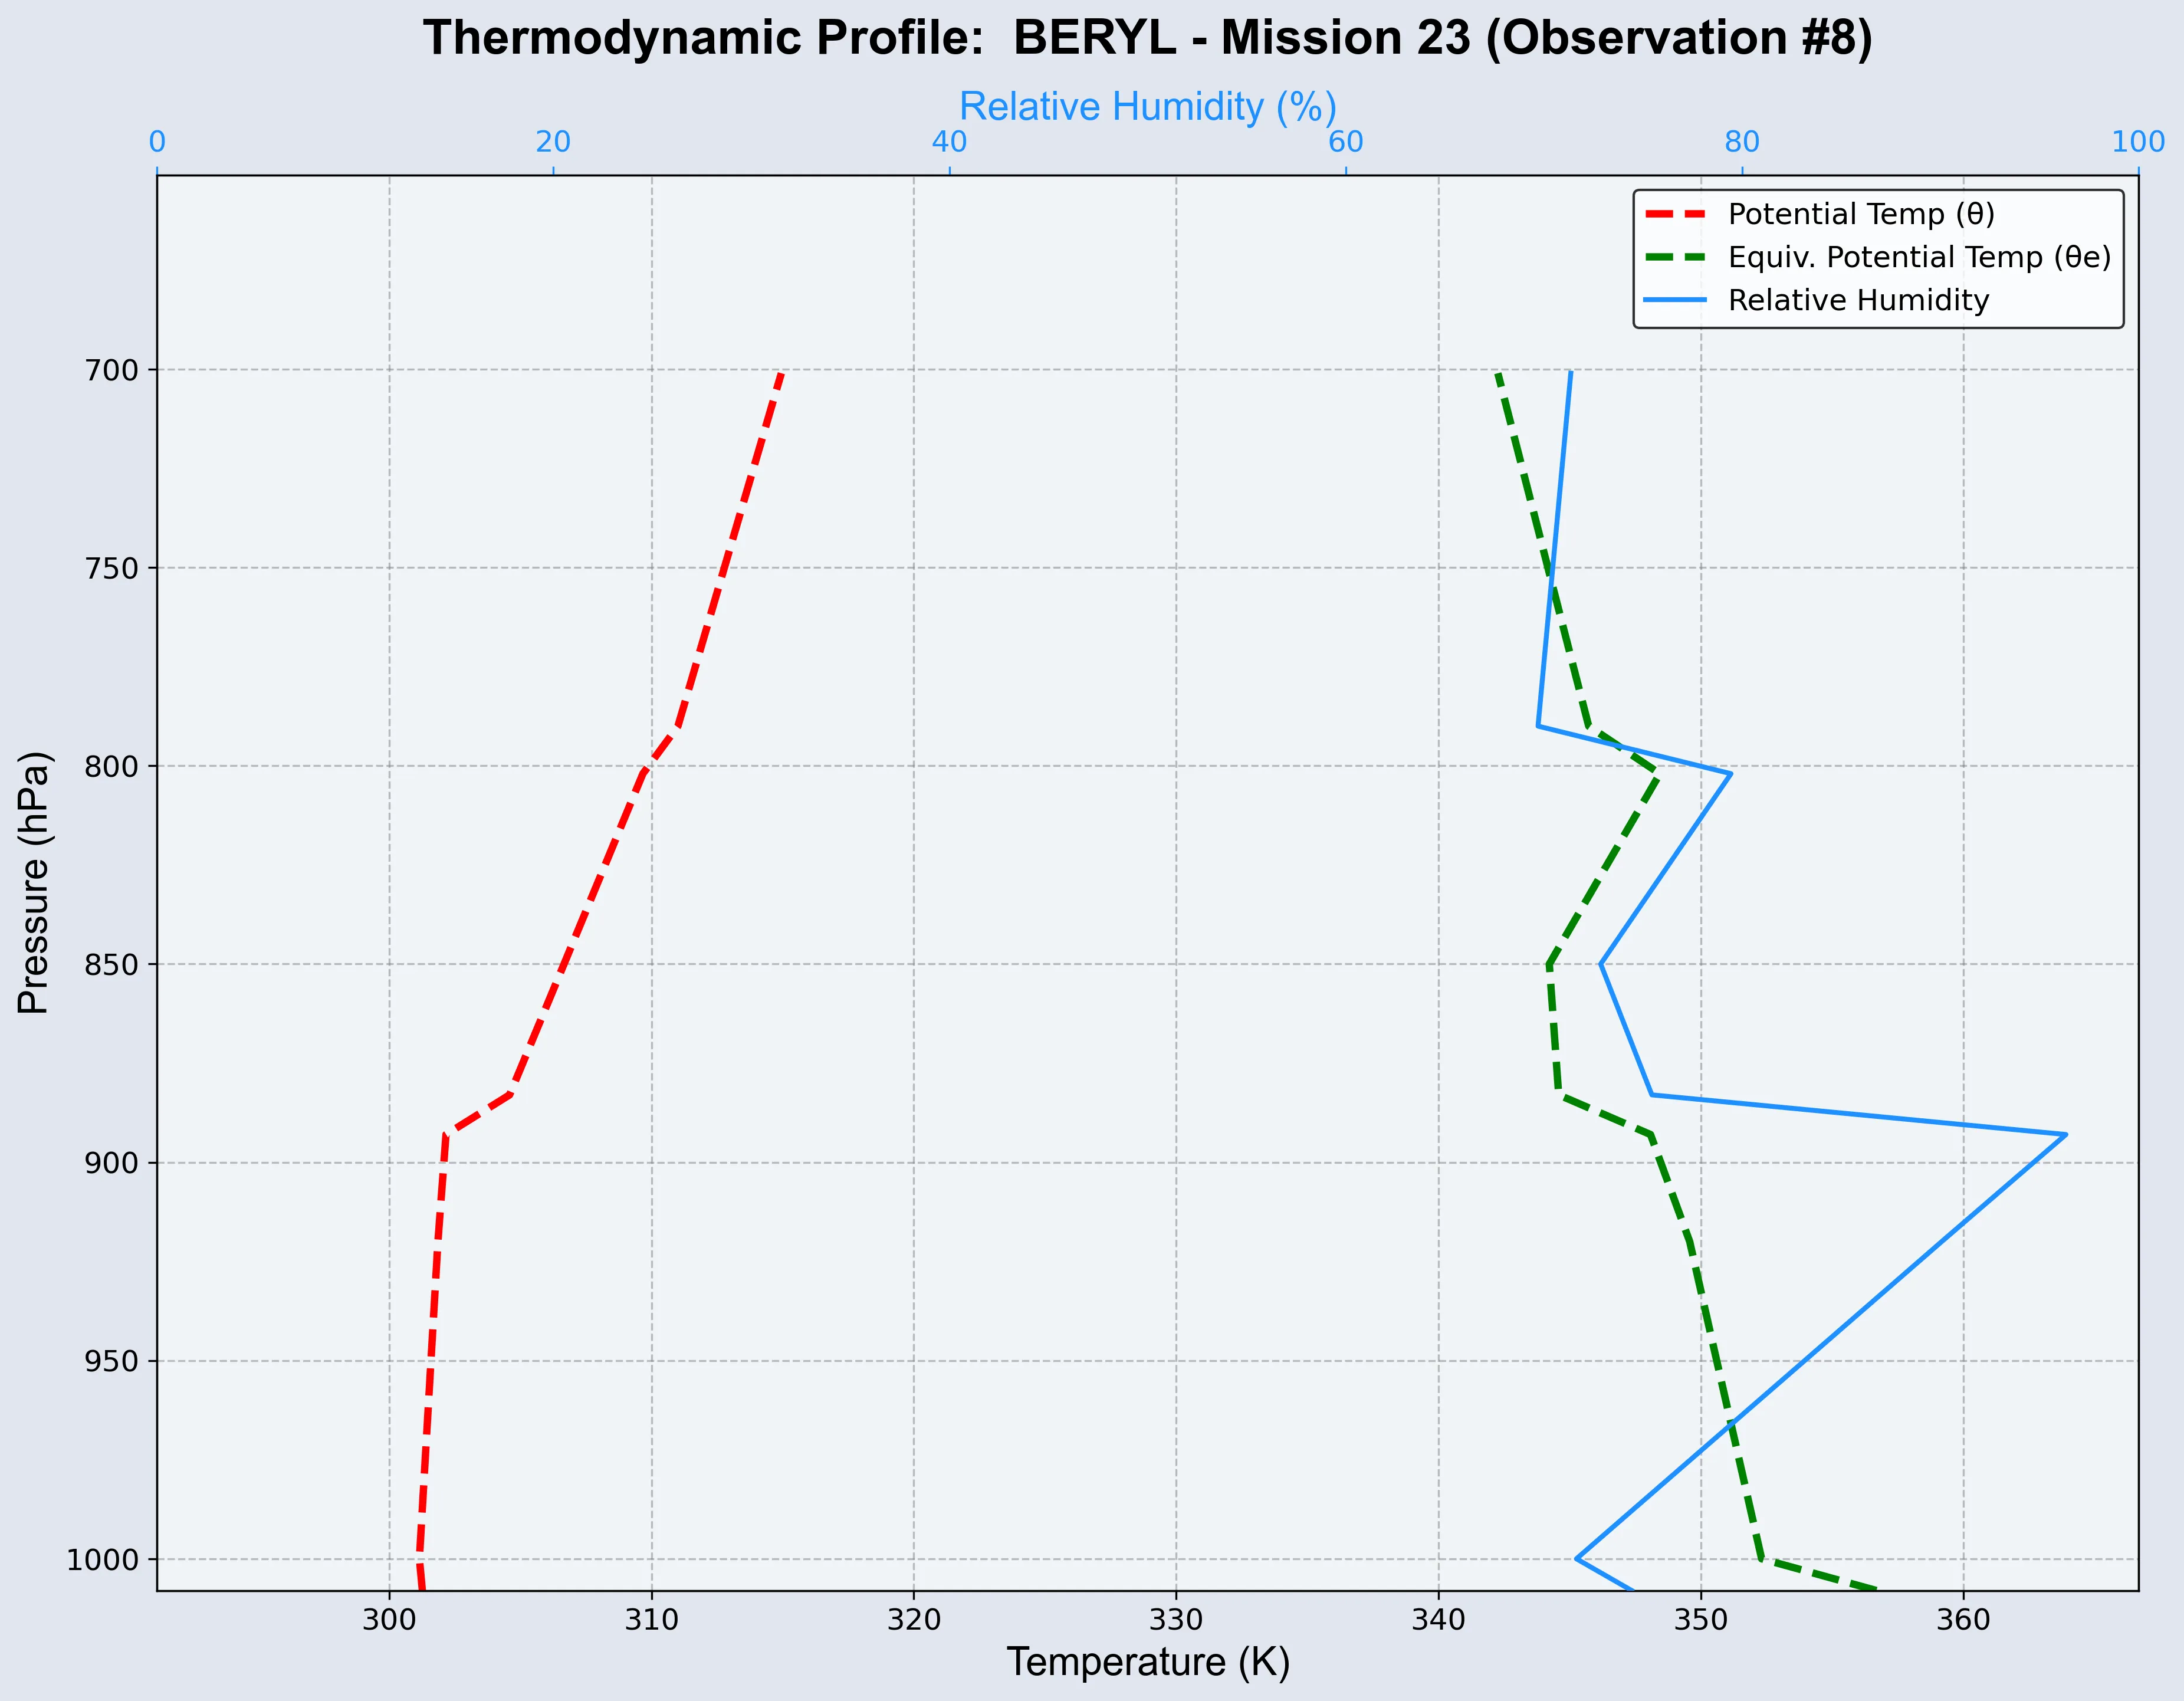 Thermodynamic Profile:  BERYL - Mission 23 (Observation #8)
Relative Humidity (%)
0 20 40 60 80 100
Potential Temp (θ)
Equiv. Potential Temp (θe)
Relative Humidity
Pressure (hPa)
700
750
800
850
900
950
1000
300 310 320 330 340 350 360
Temperature (K)